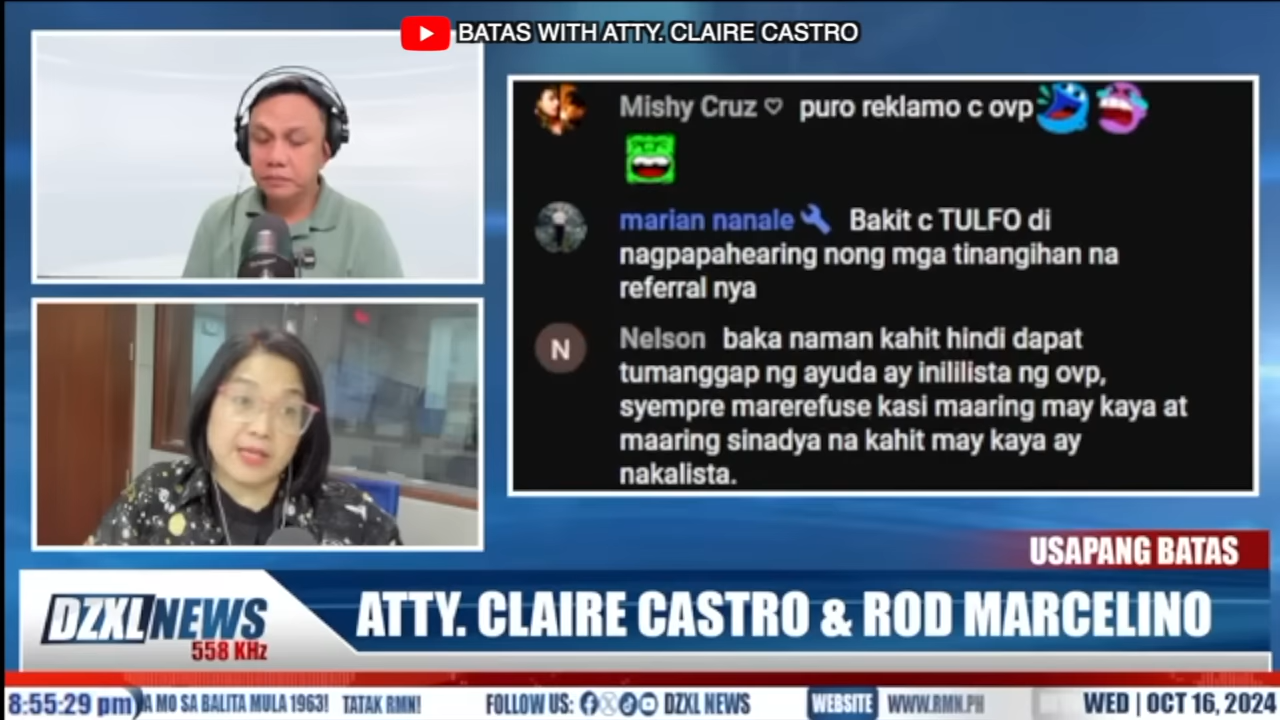 BATAS WITH ATTY. CLAIRE CASTRO
Mishy Cruz ♡ puro reklamo c ovp
marian nanale Bakit c TULFO di
nagpapahearing nong mga tinangihan na
referral nya
N
Nelson baka naman kahit hindi dapat
tumanggap ng ayuda ay inililista ng ovp,
syempre marerefuse kasi maaring may kaya at
maaring sinadya na kahit may kaya ay
nakalista.
USAPANG BATAS
DZXL NEWS
558 KHz
ATTY. CLAIRE CASTRO & ROD MARCELINO
8:55:29 pm A MO SA BALITA MULA 1963! TATAK RMN! FOLLOW US: DZXL NEWS WEBSITE WWW.RMN.PH WED | OCT 16, 2024